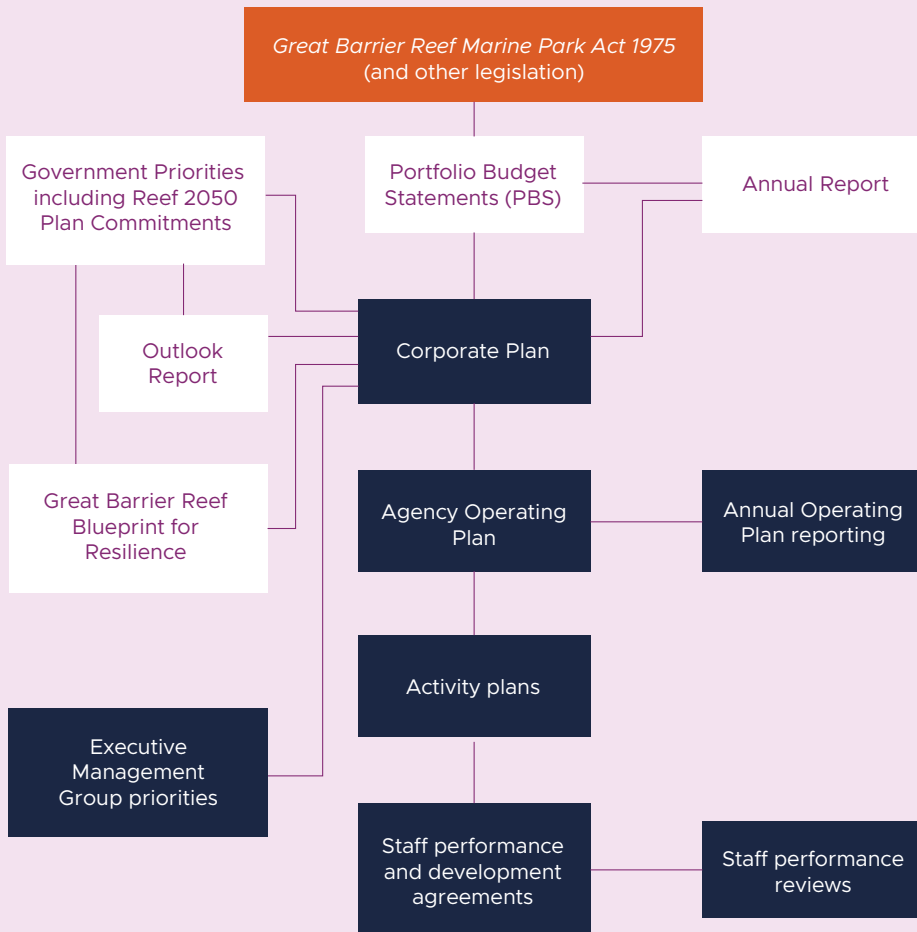 Great Barrier Reef Marine Park Act 1975
(and other legislation)
Government Priorities
including Reef 2050
Plan Commitments
Portfolio Budget
Statements (PBS)
Annual Report
Outlook
Report
Corporate Plan
Great Barrier Reef
Blueprint for
Resilience
Agency Operating
Plan
Annual Operating
Plan reporting
Activity plans
Executive
Management
Group priorities
Staff performance
and development
agreements
Staff performance
reviews